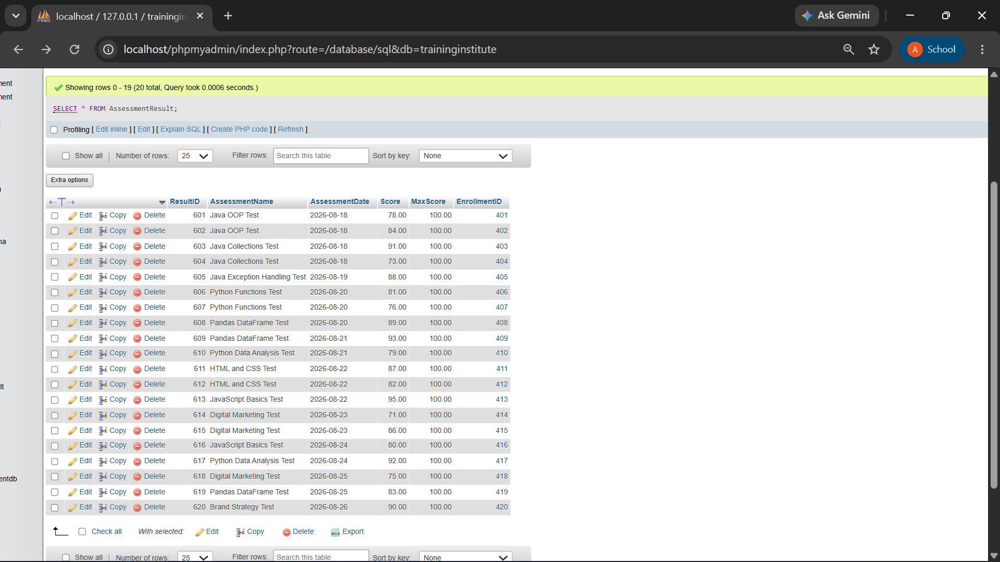 localhost / 127.0.0.1 / trainingin
Ask Gemini
localhost/phpmyadmin/index.php?route=/database/sql&db=traininginstitute
A School
nent
nent
Showing rows 0 - 19 (20 total, Query took 0.0006 seconds.)
SELECT * FROM AssessmentResult;
Profiling [ Edit inline ] [ Edit ] [ Explain SQL ] [ Create PHP code ] [ Refresh ]
Show all | Number of rows: 25 Filter rows: Search this table Sort by key: None
Extra options
←T→ ResultID AssessmentName AssessmentDate Score MaxScore EnrollmentID
Edit Copy Delete 601 Java OOP Test 2026-08-18 78.00 100.00 401
Edit Copy Delete 602 Java OOP Test 2026-08-18 84.00 100.00 402
Edit Copy Delete 603 Java Collections Test 2026-08-18 91.00 100.00 403
Edit Copy Delete 604 Java Collections Test 2026-08-18 73.00 100.00 404
Edit Copy Delete 605 Java Exception Handling Test 2026-08-19 88.00 100.00 405
Edit Copy Delete 606 Python Functions Test 2026-08-20 81.00 100.00 406
Edit Copy Delete 607 Python Functions Test 2026-08-20 76.00 100.00 407
Edit Copy Delete 608 Pandas DataFrame Test 2026-08-20 89.00 100.00 408
Edit Copy Delete 609 Pandas DataFrame Test 2026-08-21 93.00 100.00 409
Edit Copy Delete 610 Python Data Analysis Test 2026-08-21 79.00 100.00 410
Edit Copy Delete 611 HTML and CSS Test 2026-08-22 87.00 100.00 411
Edit Copy Delete 612 HTML and CSS Test 2026-08-22 82.00 100.00 412
Edit Copy Delete 613 JavaScript Basics Test 2026-08-22 95.00 100.00 413
Edit Copy Delete 614 Digital Marketing Test 2026-08-23 71.00 100.00 414
Edit Copy Delete 615 Digital Marketing Test 2026-08-23 86.00 100.00 415
Edit Copy Delete 616 JavaScript Basics Test 2026-08-24 80.00 100.00 416
Edit Copy Delete 617 Python Data Analysis Test 2026-08-24 92.00 100.00 417
Edit Copy Delete 618 Digital Marketing Test 2026-08-25 75.00 100.00 418
Edit Copy Delete 619 Pandas DataFrame Test 2026-08-25 83.00 100.00 419
Edit Copy Delete 620 Brand Strategy Test 2026-08-26 90.00 100.00 420
na
lt
entdb
Check all With selected: Edit Copy Delete Export
Show all | Number of rows: 25 Filter rows: Search this table Sort by key: None